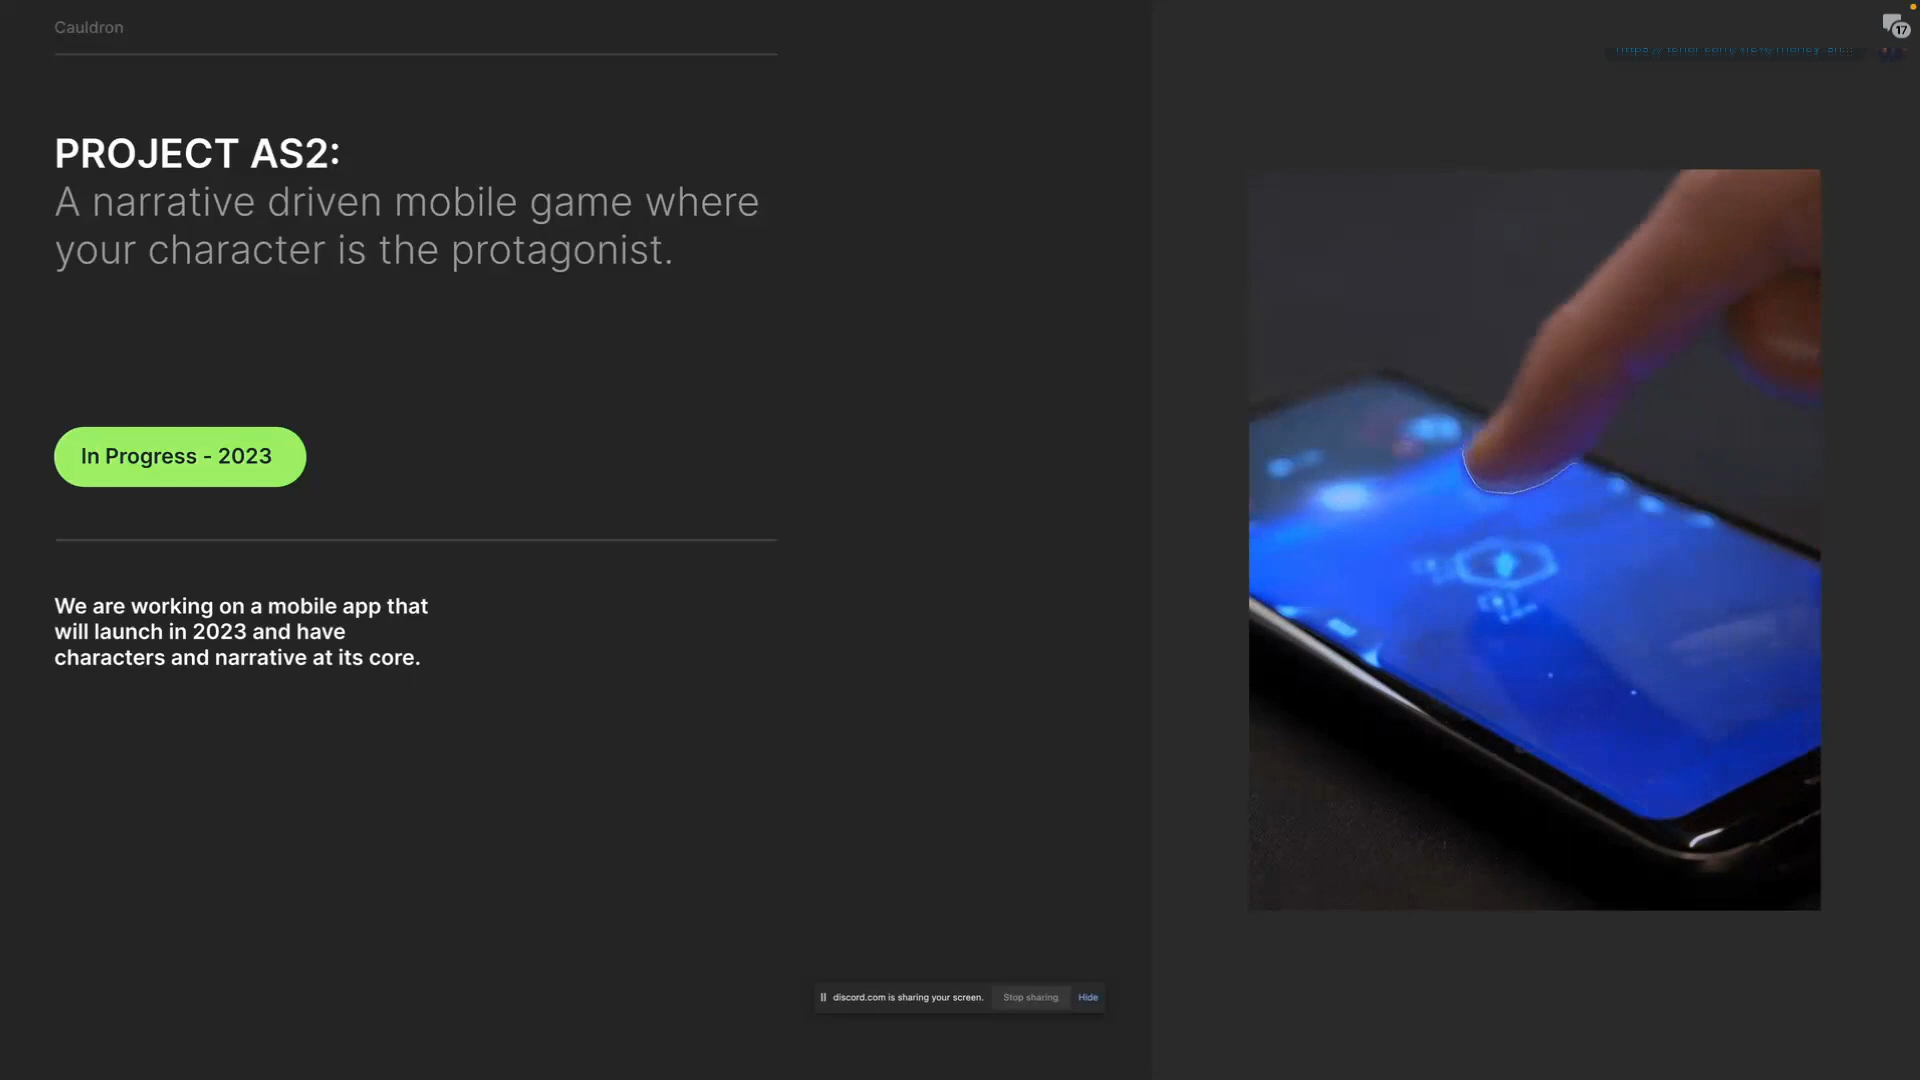 Cauldron
17
PROJECT AS2:
A narrative driven mobile game where
your character is the protagonist.
In Progress - 2023
We are working on a mobile app that
will launch in 2023 and have
characters and narrative at its core.
discord.com is sharing your screen. Stop sharing Hide